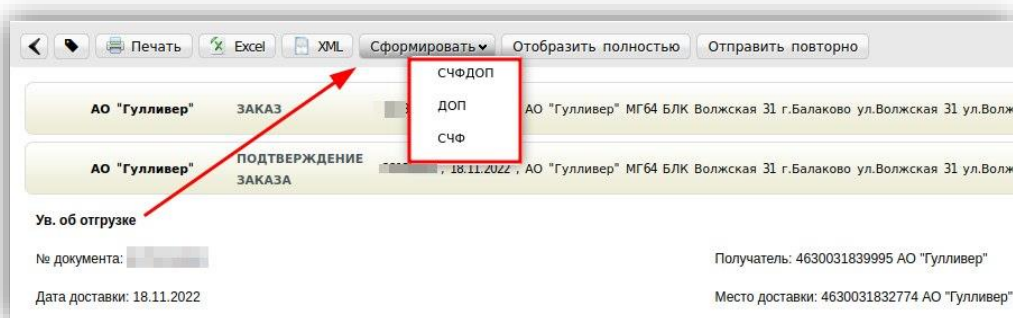 Печать Excel XML Сформировать Отобразить полностью Отправить повторно
СЧФДОП
ДОП
СЧФ
АО "Гулливер" ЗАКАЗ АО "Гулливер" МГ64 БЛК Волжская 31 г.Балаково ул.Волжская 31 ул.Волж
АО "Гулливер" ПОДТВЕРЖДЕНИЕ ЗАКАЗА , 18.11.2022 , АО "Гулливер" МГ64 БЛК Волжская 31 г.Балаково ул.Волжская 31 ул.Волж
Ув. об отгрузке
№ документа:
Получатель: 4630031839995 АО "Гулливер"
Дата доставки: 18.11.2022
Место доставки: 4630031832774 АО "Гулливер"